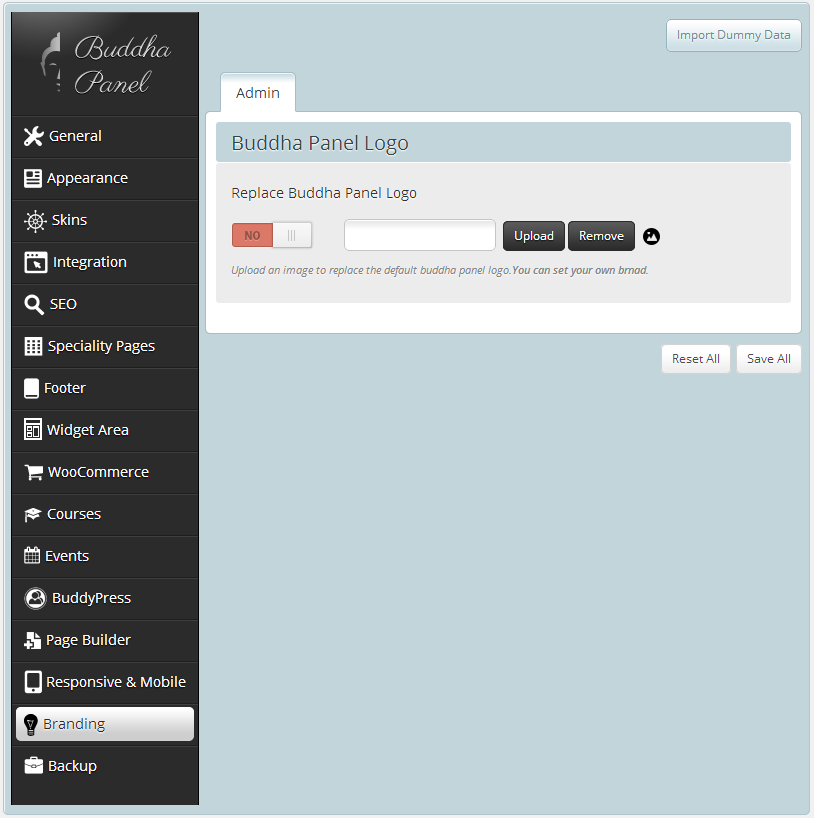 Buddha
Panel
Import Dummy Data
General
Appearance
Skins
Integration
SEO
Speciality Pages
Footer
Widget Area
WooCommerce
Courses
Events
BuddyPress
Page Builder
Responsive & Mobile
Branding
Backup
Admin
Buddha Panel Logo
Replace Buddha Panel Logo
NO
Upload Remove
Upload an image to replace the default buddha panel logo.You can set your own brnad.
Reset All Save All